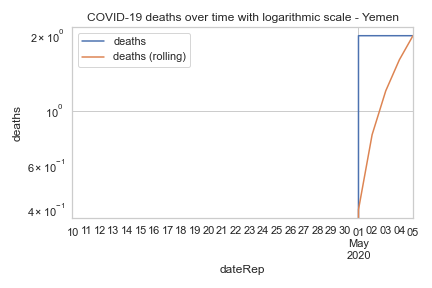 COVID-19 deaths over time with logarithmic scale - Yemen
deaths
deaths (rolling)
2 × 10⁰
10⁰
6 × 10⁻¹
4 × 10⁻¹
deaths
10 11 12 13 14 15 16 17 18 19 20 21 22 23 24 25 26 27 28 29 30 01 02 03 04 05
May
2020
dateRep